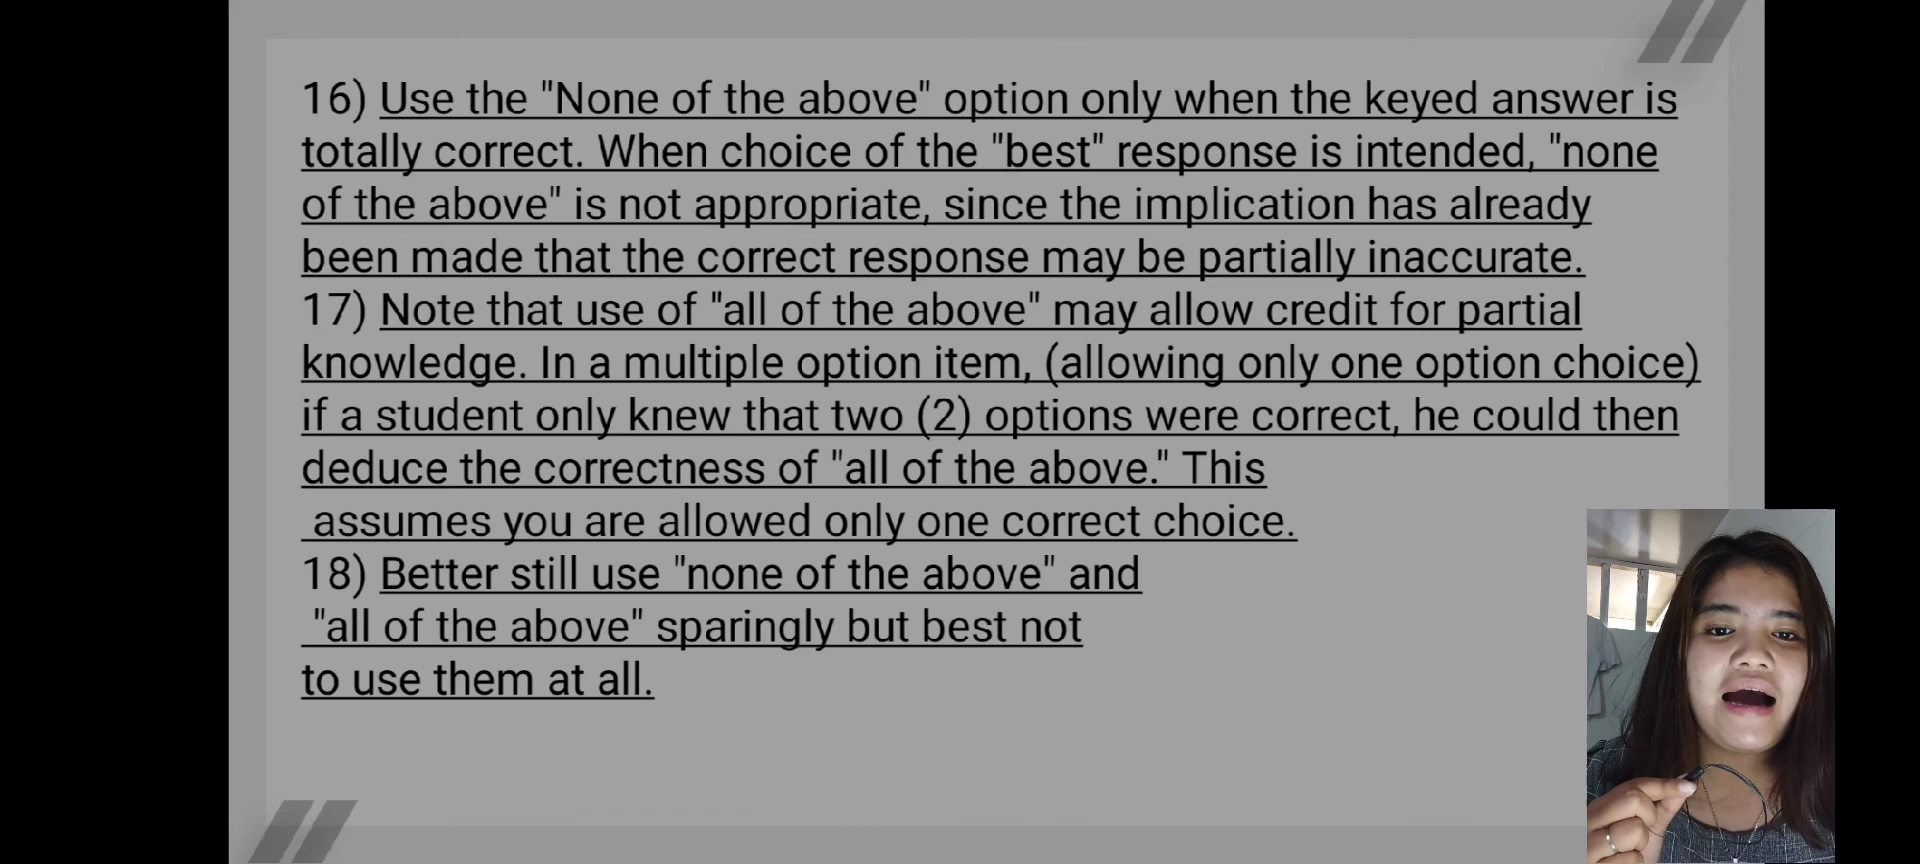 16) Use the "None of the above" option only when the keyed answer is
totally correct. When choice of the "best" response is intended, "none
of the above" is not appropriate, since the implication has already
been made that the correct response may be partially inaccurate.
17) Note that use of "all of the above" may allow credit for partial
knowledge. In a multiple option item, (allowing only one option choice)
if a student only knew that two (2) options were correct, he could then
deduce the correctness of "all of the above." This
assumes you are allowed only one correct choice.
18) Better still use "none of the above" and
"all of the above" sparingly but best not
to use them at all.